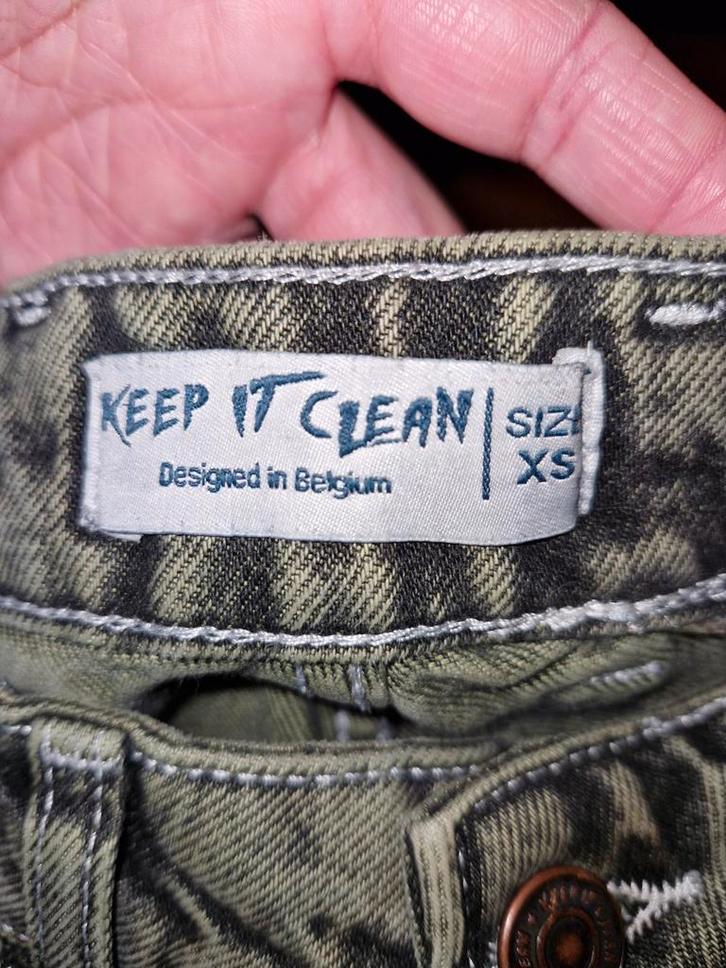 KEEP IT CLEAN
Designed in Belgium
SIZE
XS